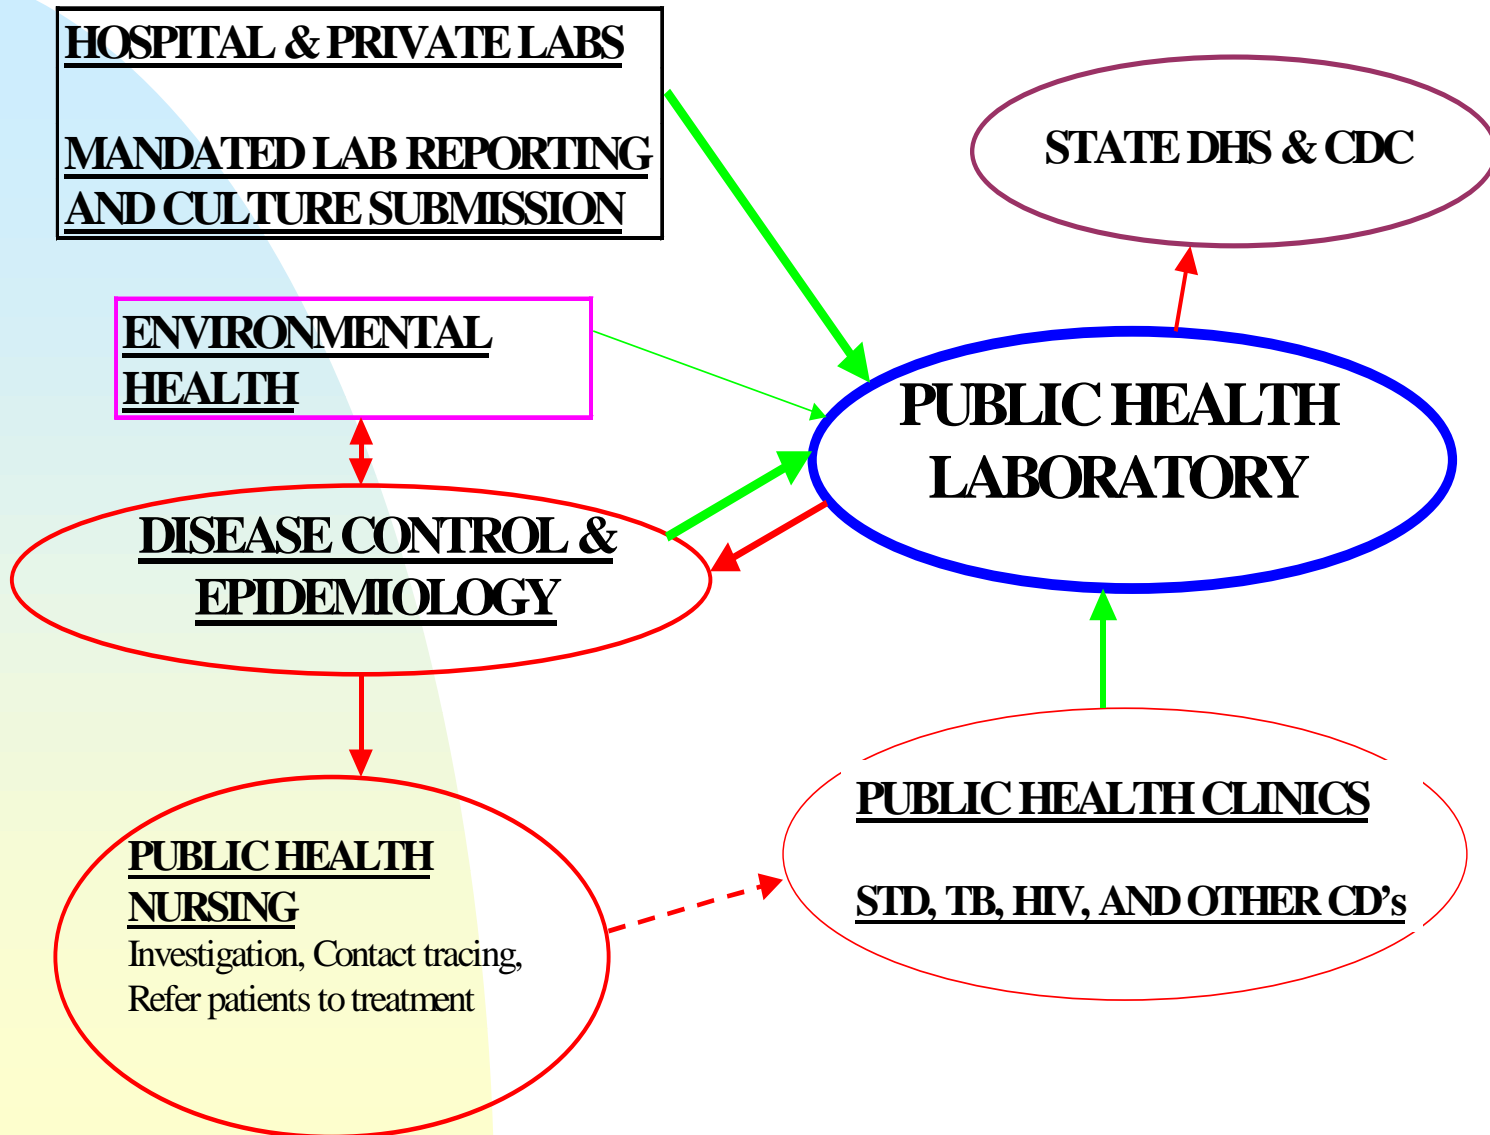 HOSPITAL & PRIVATE LABS
MANDATED LAB REPORTING
AND CULTURE SUBMISSION
STATE DHS & CDC
ENVIRONMENTAL
HEALTH
PUBLIC HEALTH
LABORATORY
DISEASE CONTROL &
EPIDEMIOLOGY
PUBLIC HEALTH CLINICS
STD, TB, HIV, AND OTHER CD's
PUBLIC HEALTH
NURSING
Investigation, Contact tracing,
Refer patients to treatment